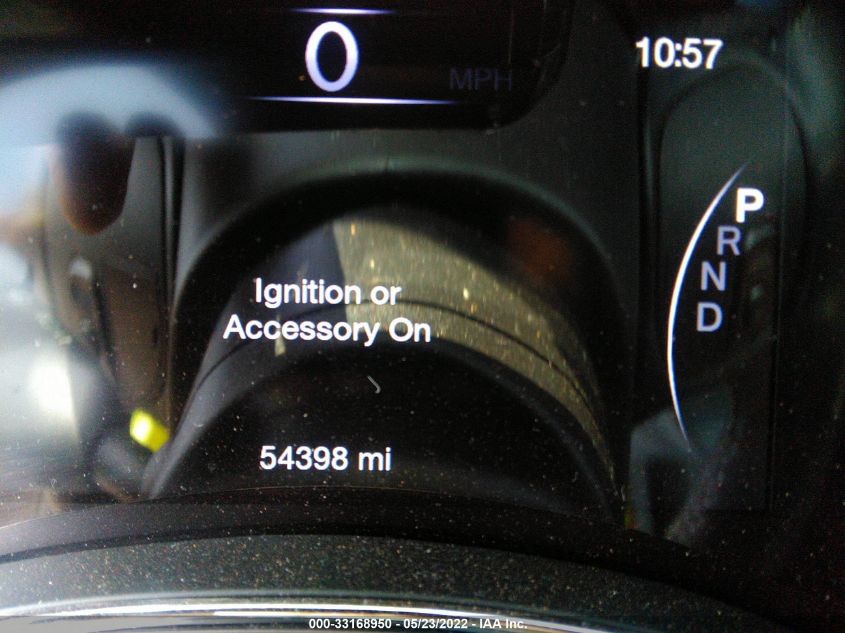 0
MPH
10:57
P
R
N
D
Ignition or
Accessory On
54398 mi
000-33168950 - 05/23/2022 - IAA Inc.